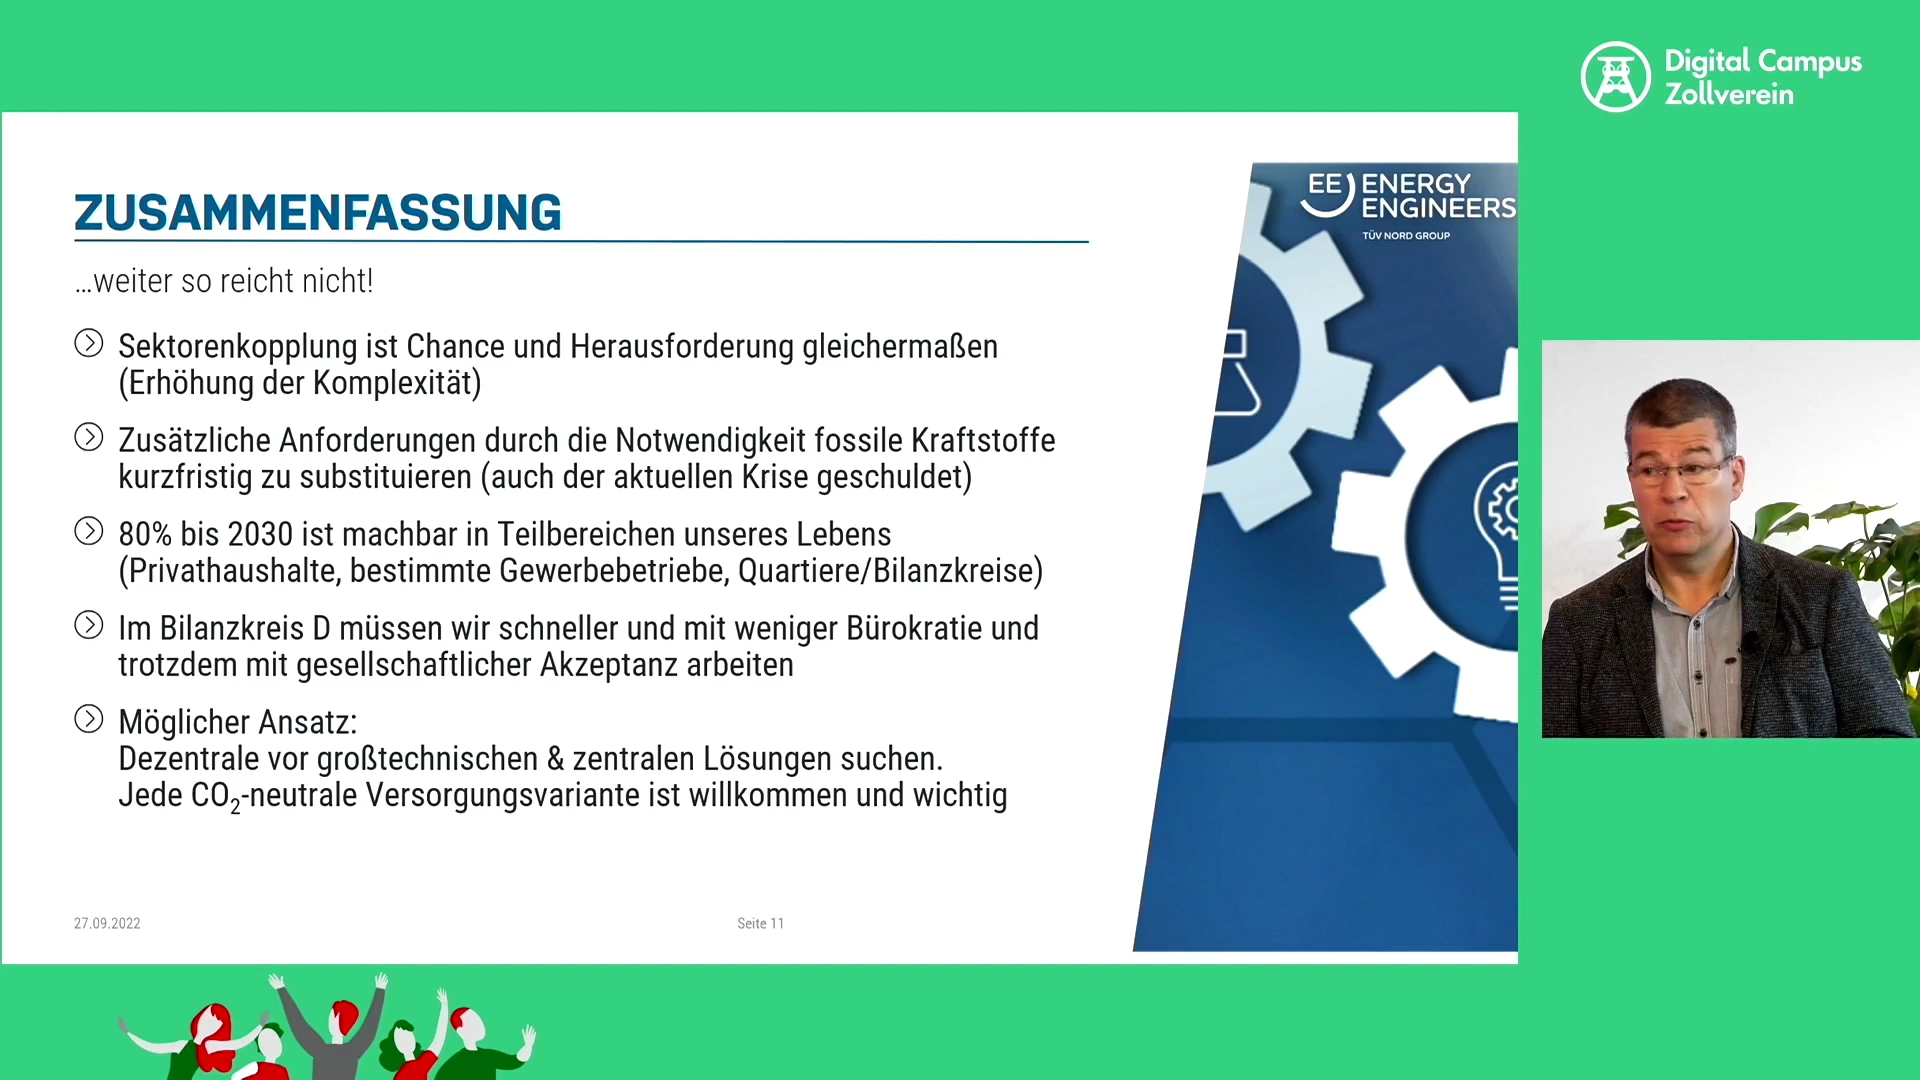 Digital Campus
Zollverein
EE ENERGY
ENGINEERS
TÜV NORD GROUP
ZUSAMMENFASSUNG
...weiter so reicht nicht!
Sektorenkopplung ist Chance und Herausforderung gleichermaßen
(Erhöhung der Komplexität)
Zusätzliche Anforderungen durch die Notwendigkeit fossile Kraftstoffe
kurzfristig zu substituieren (auch der aktuellen Krise geschuldet)
80% bis 2030 ist machbar in Teilbereichen unseres Lebens
(Privathaushalte, bestimmte Gewerbebetriebe, Quartiere/Bilanzkreise)
Im Bilanzkreis D müssen wir schneller und mit weniger Bürokratie und
trotzdem mit gesellschaftlicher Akzeptanz arbeiten
Möglicher Ansatz:
Dezentrale vor großtechnischen & zentralen Lösungen suchen.
Jede CO₂-neutrale Versorgungsvariante ist willkommen und wichtig
27.09.2022
Seite 11